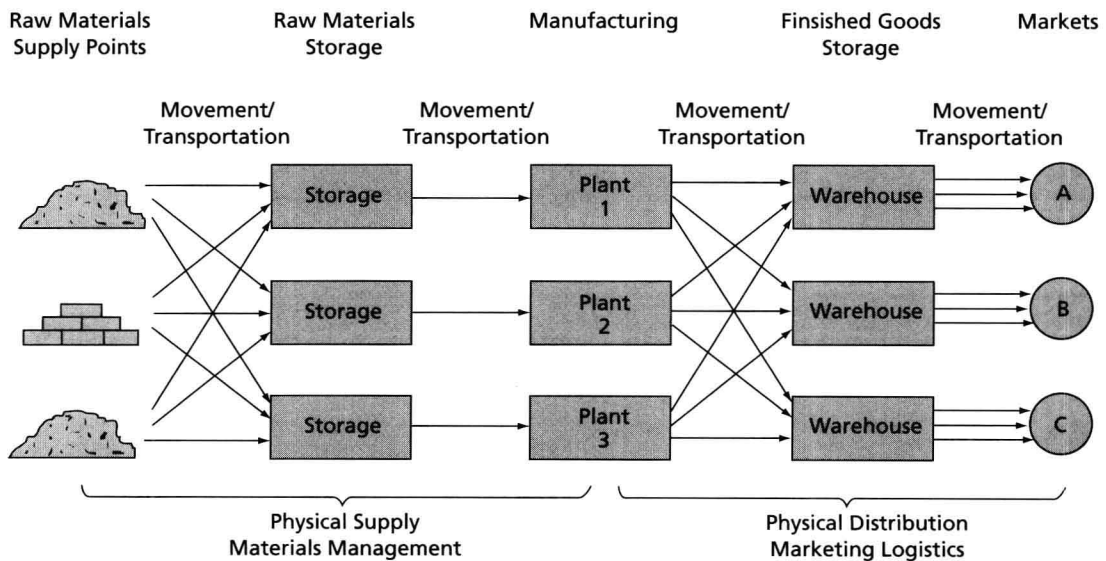 Raw Materials
Supply Points
Raw Materials
Storage
Manufacturing
Finsished Goods
Storage
Markets
Movement/
Transportation
Movement/
Transportation
Movement/
Transportation
Movement/
Transportation
Storage
Plant
1
Warehouse
A
Storage
Plant
2
Warehouse
B
Storage
Plant
3
Warehouse
C
Physical Supply
Materials Management
Physical Distribution
Marketing Logistics